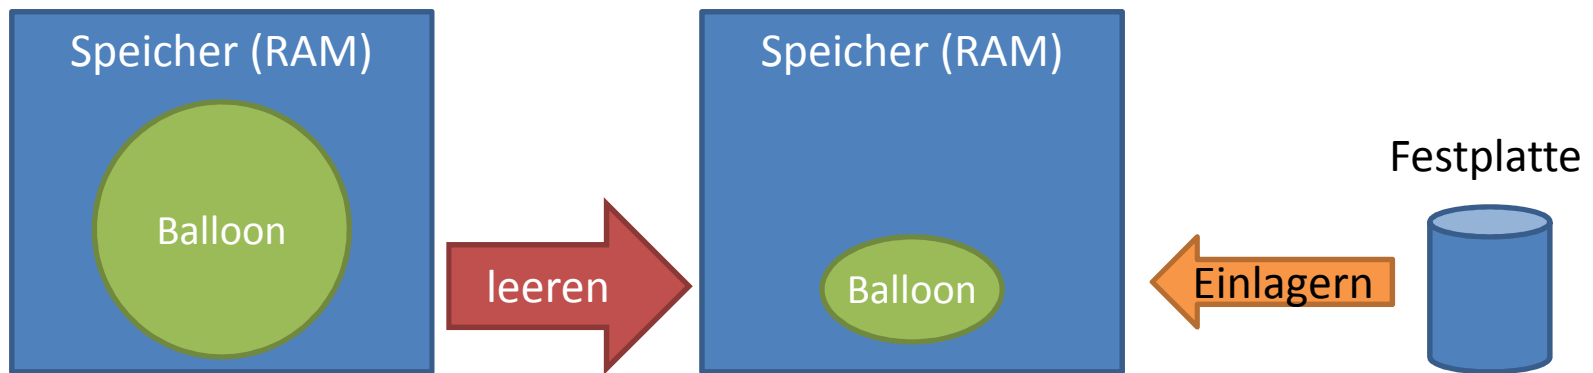 Speicher (RAM)
Balloon
leeren
Speicher (RAM)
Balloon
Einlagern
Festplatte